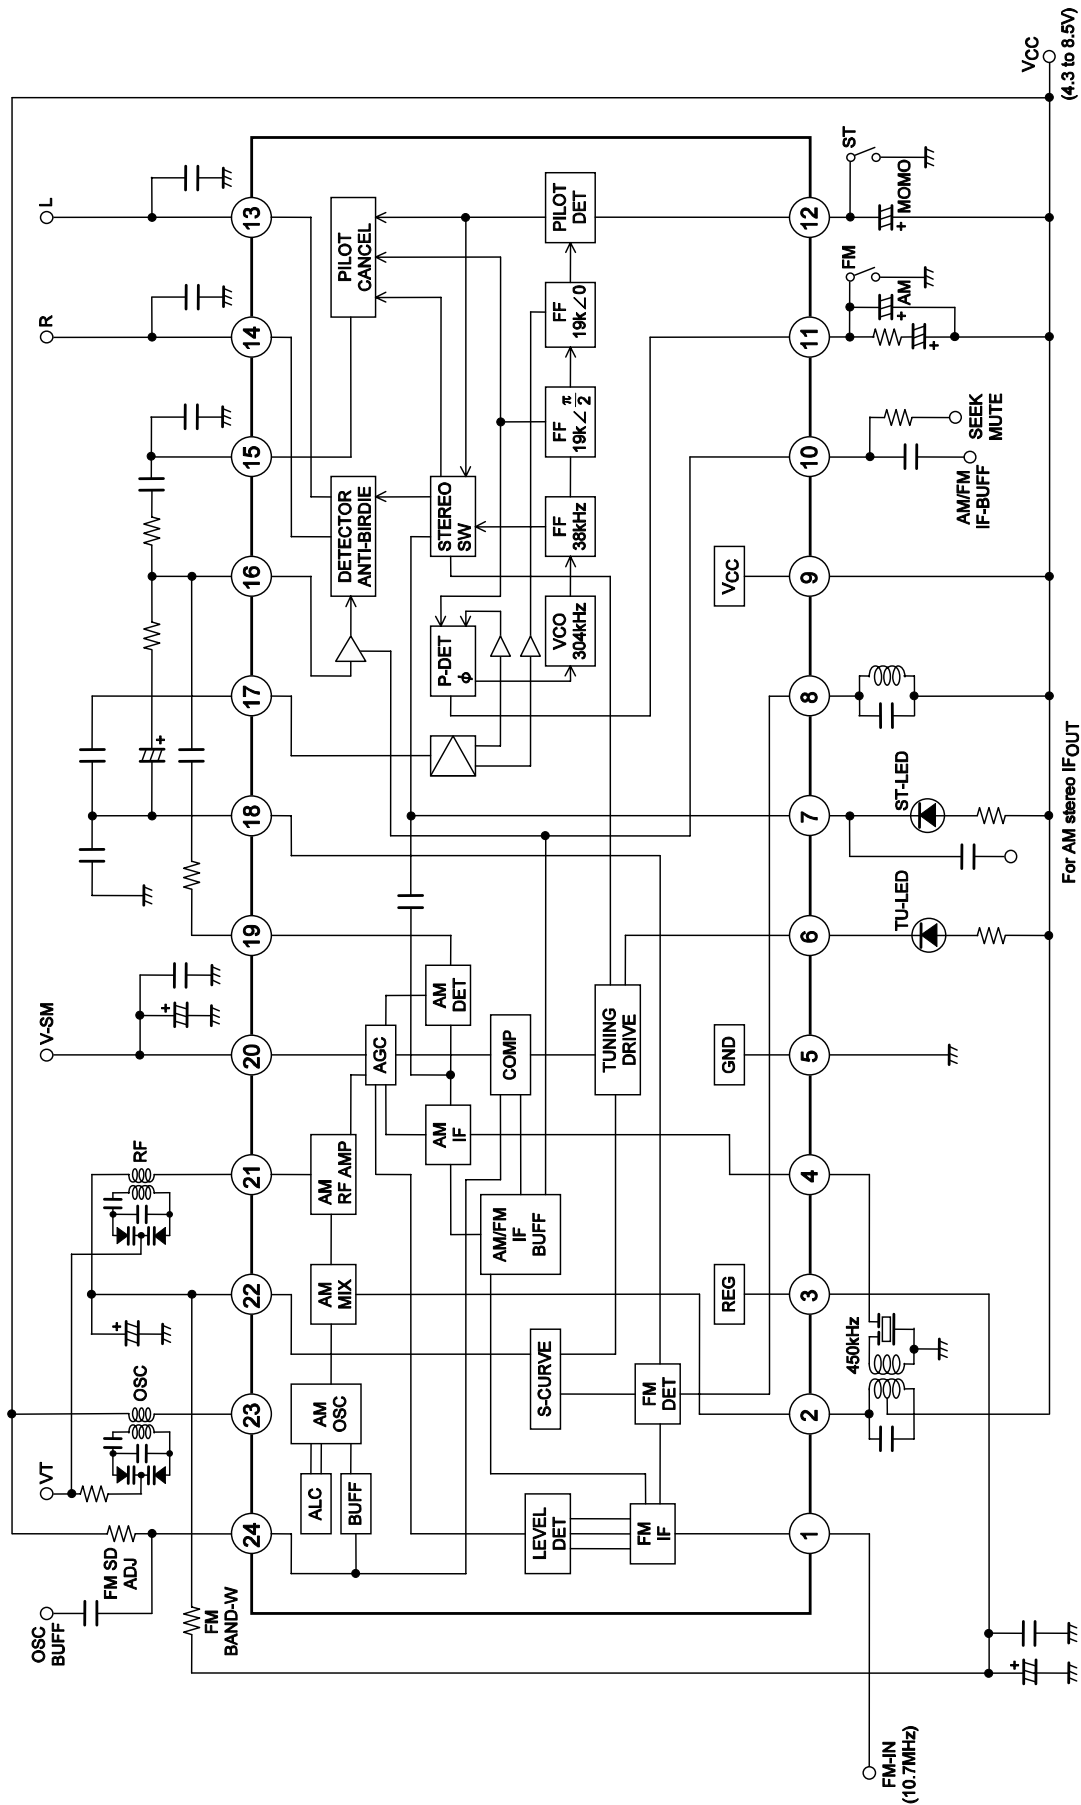 OSC
BUFF
VT
V-SM
R
L
FM SD
ADJ
OSC
RF
FM
BAND-W
24
23
22
21
20
19
18
17
16
15
14
13
ALC
BUFF
AM
OSC
AM
MIX
AM
RF AMP
AGC
AM
DET
AM
IF
DETECTOR
ANTI-BIRDIE
PILOT
CANCEL
P-DET
ϕ
STEREO
SW
LEVEL
DET
S-CURVE
AM/FM
IF
BUFF
COMP
VCO
304kHz
FF
38kHz
FF
19k∠π/2
FF
19k∠0
PILOT
DET
FM
IF
FM
DET
TUNING
DRIVE
REG
GND
VCC
1
2
3
4
5
6
7
8
9
10
11
12
450kHz
TU-LED
ST-LED
AM/FM
IF-BUFF
SEEK
MUTE
FM
AM
ST
MOMO
FM-IN
(10.7MHz)
For AM stereo IFOUT
VCC
(4.3 to 8.5V)